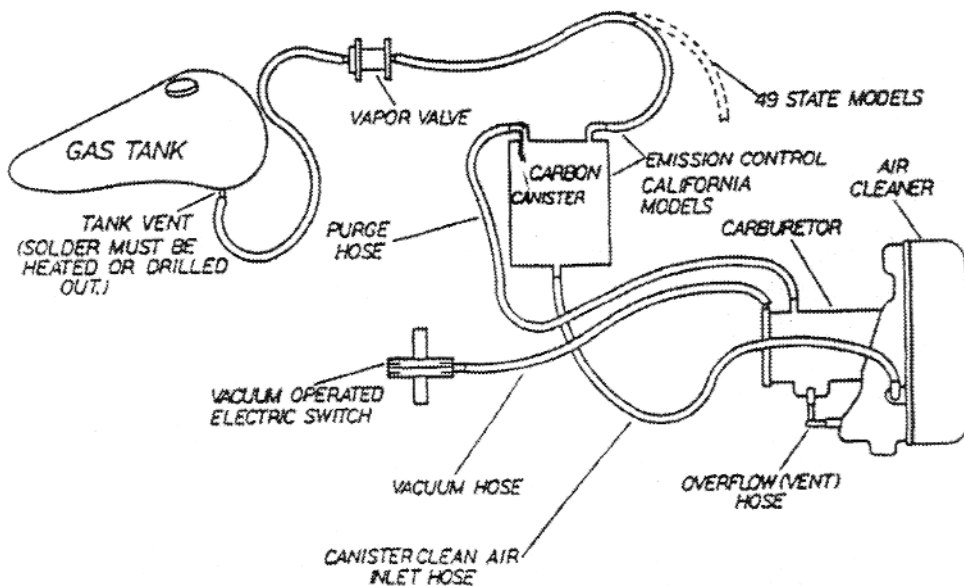 VAPOR VALVE
49 STATE MODELS
GAS TANK
TANK VENT
(SOLDER MUST BE
HEATED OR DRILLED
OUT.)
CARBON
CANISTER
PURGE
HOSE
EMISSION CONTROL
CALIFORNIA
MODELS
AIR
CLEANER
CARBURETOR
VACUUM OPERATED
ELECTRIC SWITCH
VACUUM HOSE
OVERFLOW (VENT)
HOSE
CANISTER CLEAN AIR
INLET HOSE